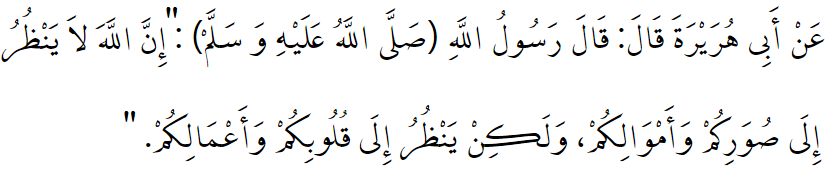 عَنْ أَبِى هُرَيْرَةَ قَالَ: قَالَ رَسُولُ اللَّهِ (صَلَّى اللَّهُ عَلَيْهِ وَ سَلَّمْ) :"إِنَّ اللَّهَ لاَ يَنْظُرُ
إِلَى صُوَرِكُمْ وَأَمْوَالِكُمْ، وَلَكِنْ يَنْظُرُ إِلَى قُلُوبِكُمْ وَأَعْمَالِكُمْ. "